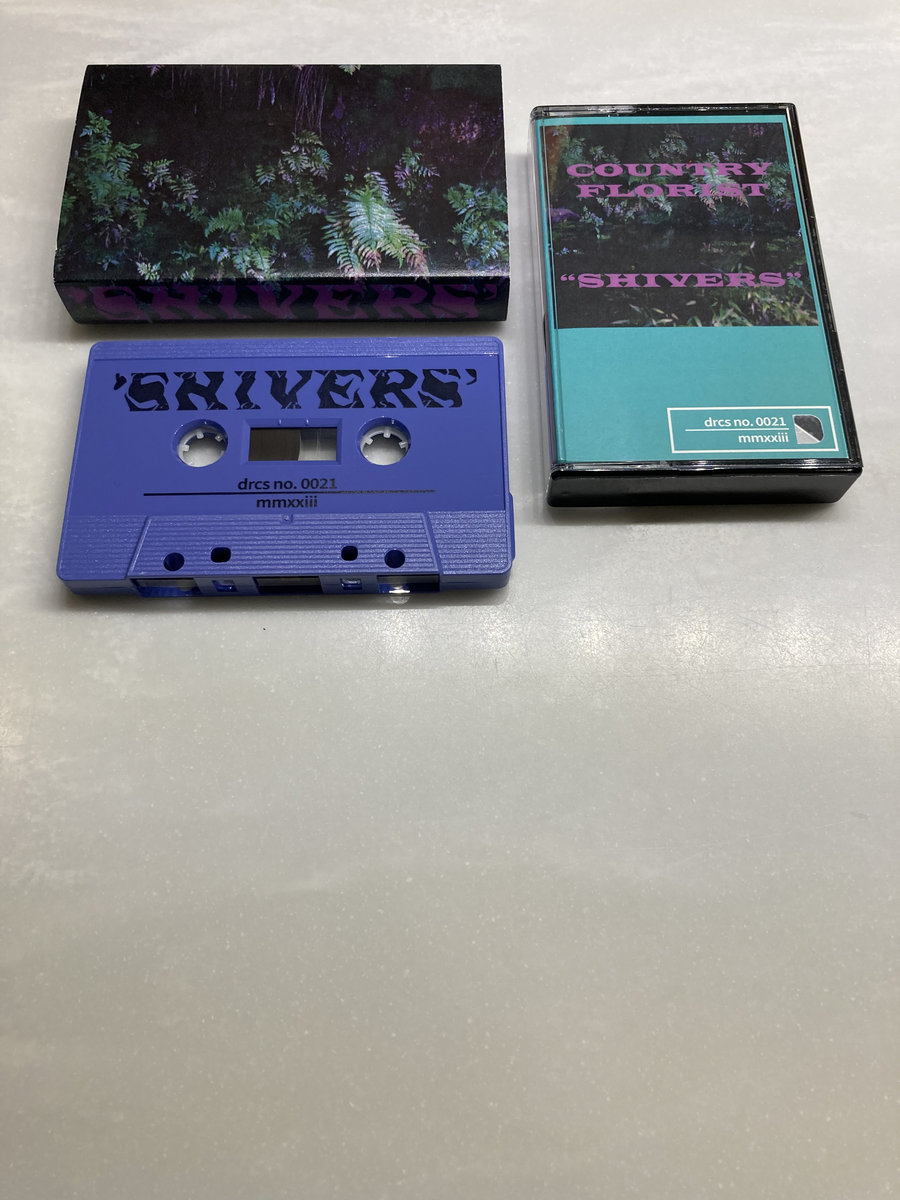 'SHIVERS'
COUNTRY
FLORIST
“SHIVERS”
drcs no. 0021
mmxxiii
'SHIVERS'
drcs no. 0021
mmxxiii